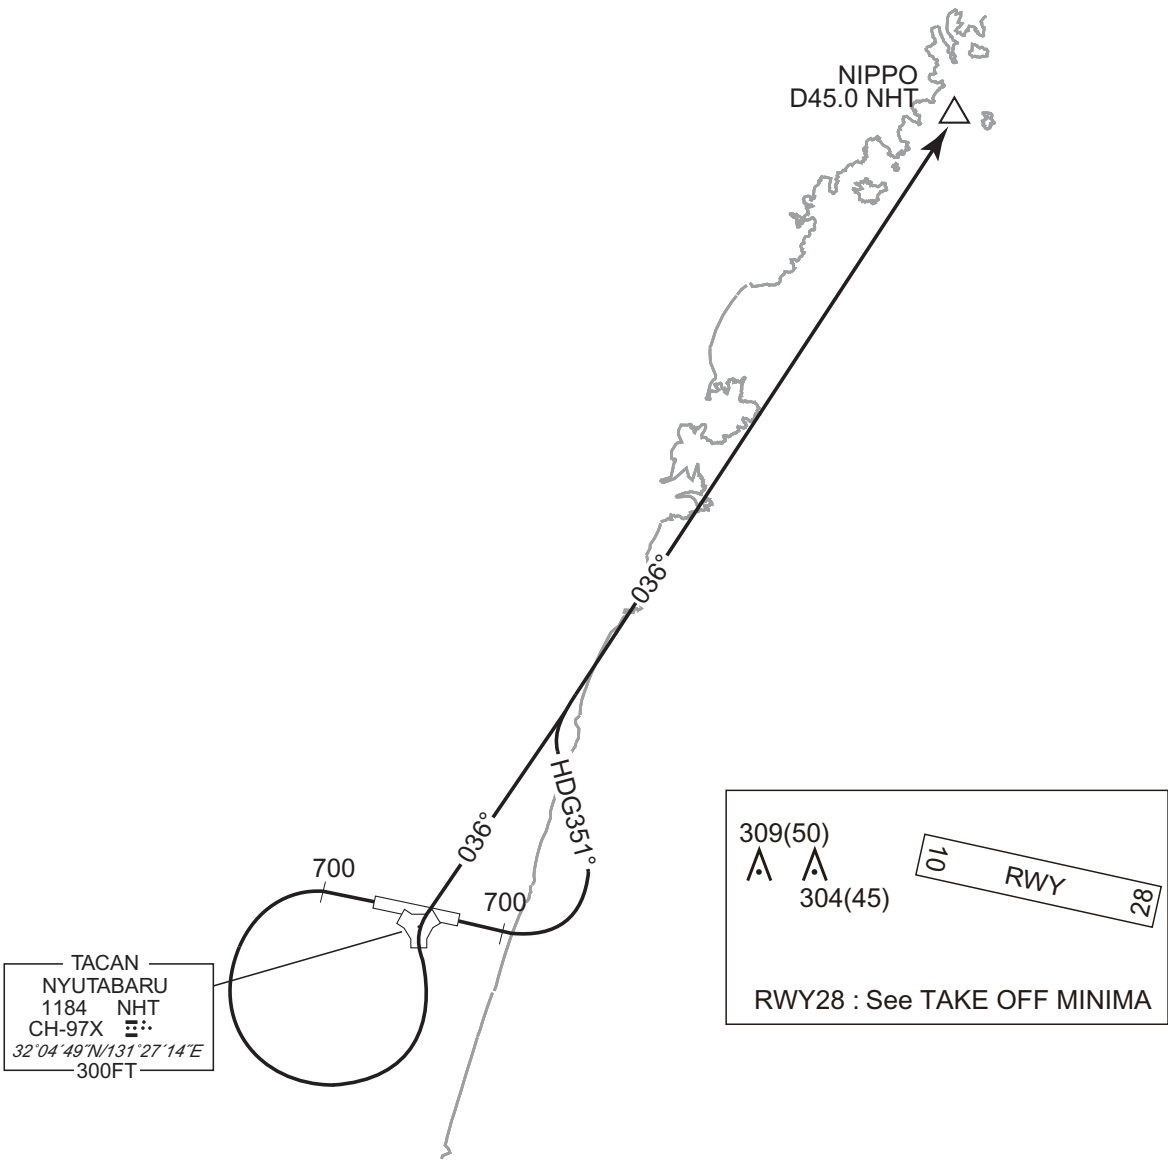 NIPPO
D45.0 NHT
036°
HDG351°
036°
700
700
TACAN
NYUTABARU
1184 NHT
CH-97X
32°04´49˝N/131°27´14˝E
300FT
309(50)
304(45)
10
RWY
28
RWY28 : See TAKE OFF MINIMA